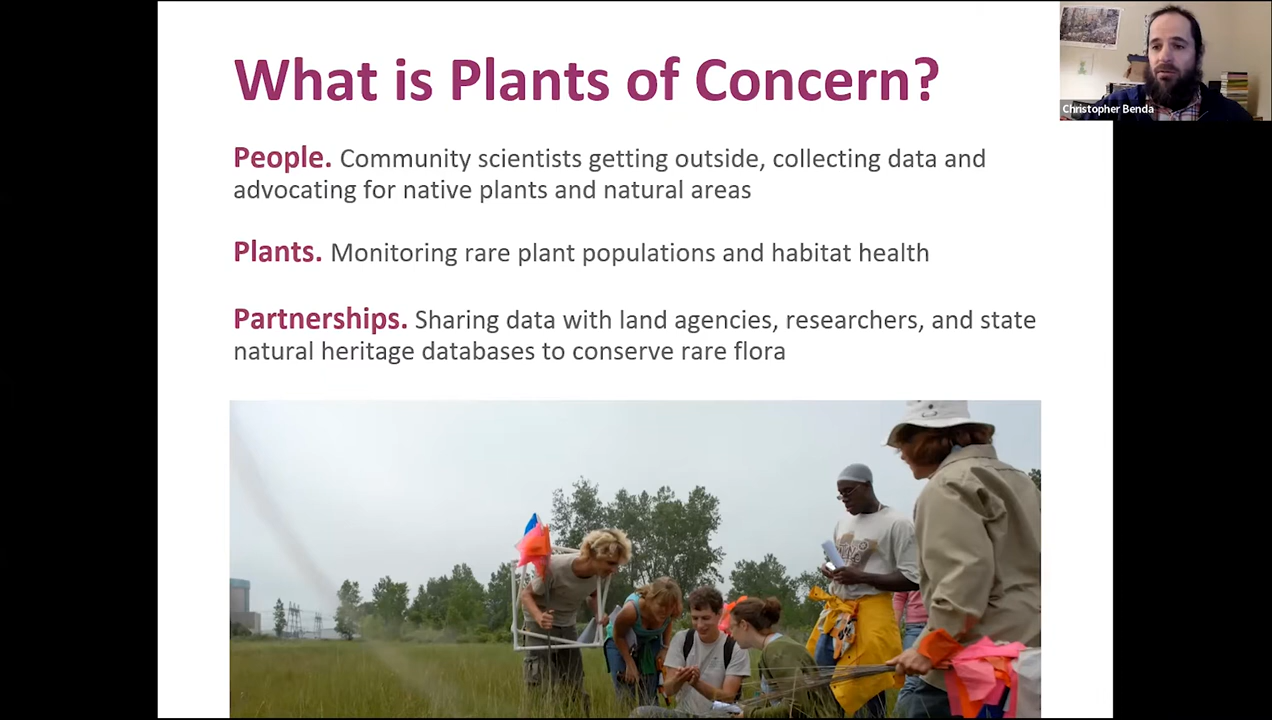 What is Plants of Concern?
Christopher Benda
People. Community scientists getting outside, collecting data and
advocating for native plants and natural areas
Plants. Monitoring rare plant populations and habitat health
Partnerships. Sharing data with land agencies, researchers, and state
natural heritage databases to conserve rare flora